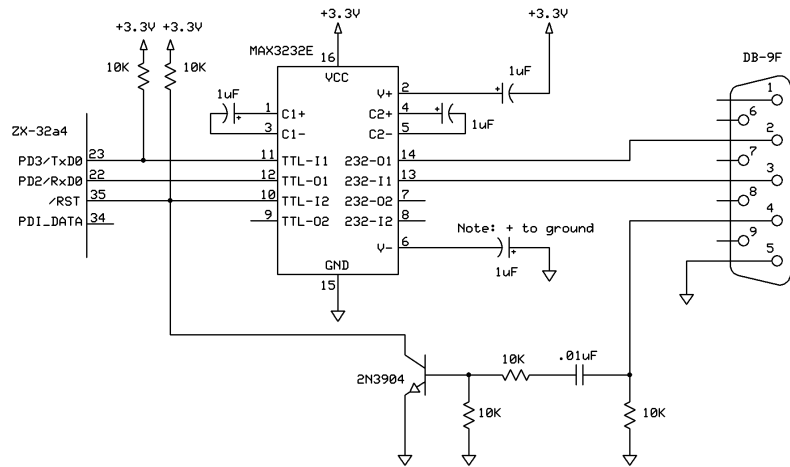 +3.3V +3.3V +3.3V +3.3V
MAX3232E
DB-9F
10K 10K
16
VCC
1uF
1uF
2 V+
1 C1+ C2+ 4
3 C1- C2- 5
1uF
ZX-32a4
PD3/TxD0 23 11 TTL-I1 232-O1 14
PD2/RxD0 22 12 TTL-O1 232-I1 13
/RST 35 10 TTL-I2 232-O2 7
PDI_DATA 34 9 TTL-O2 232-I2 8
Note: + to ground
V- 6
1uF
GND
15
1
6
2
7
3
8
4
9
5
2N3904
10K
.01uF
10K
10K